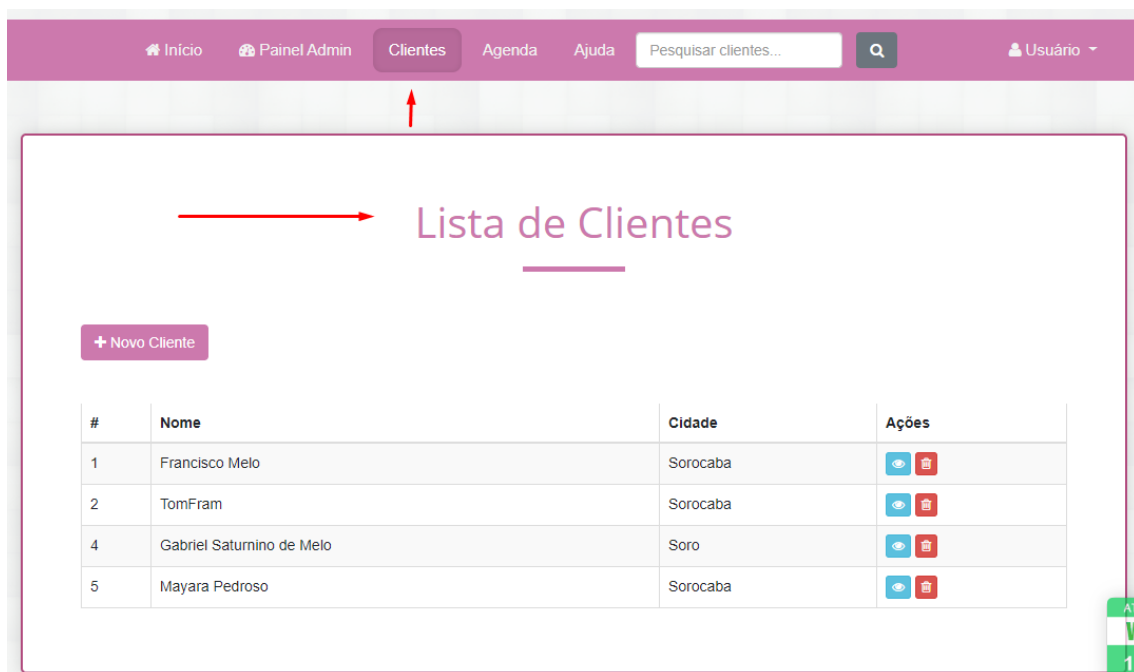 Início Painel Admin Clientes Agenda Ajuda Pesquisar clientes... Usuário
Lista de Clientes
+ Novo Cliente
# Nome Cidade Ações
1 Francisco Melo Sorocaba
2 TomFram Sorocaba
4 Gabriel Saturnino de Melo Soro
5 Mayara Pedroso Sorocaba